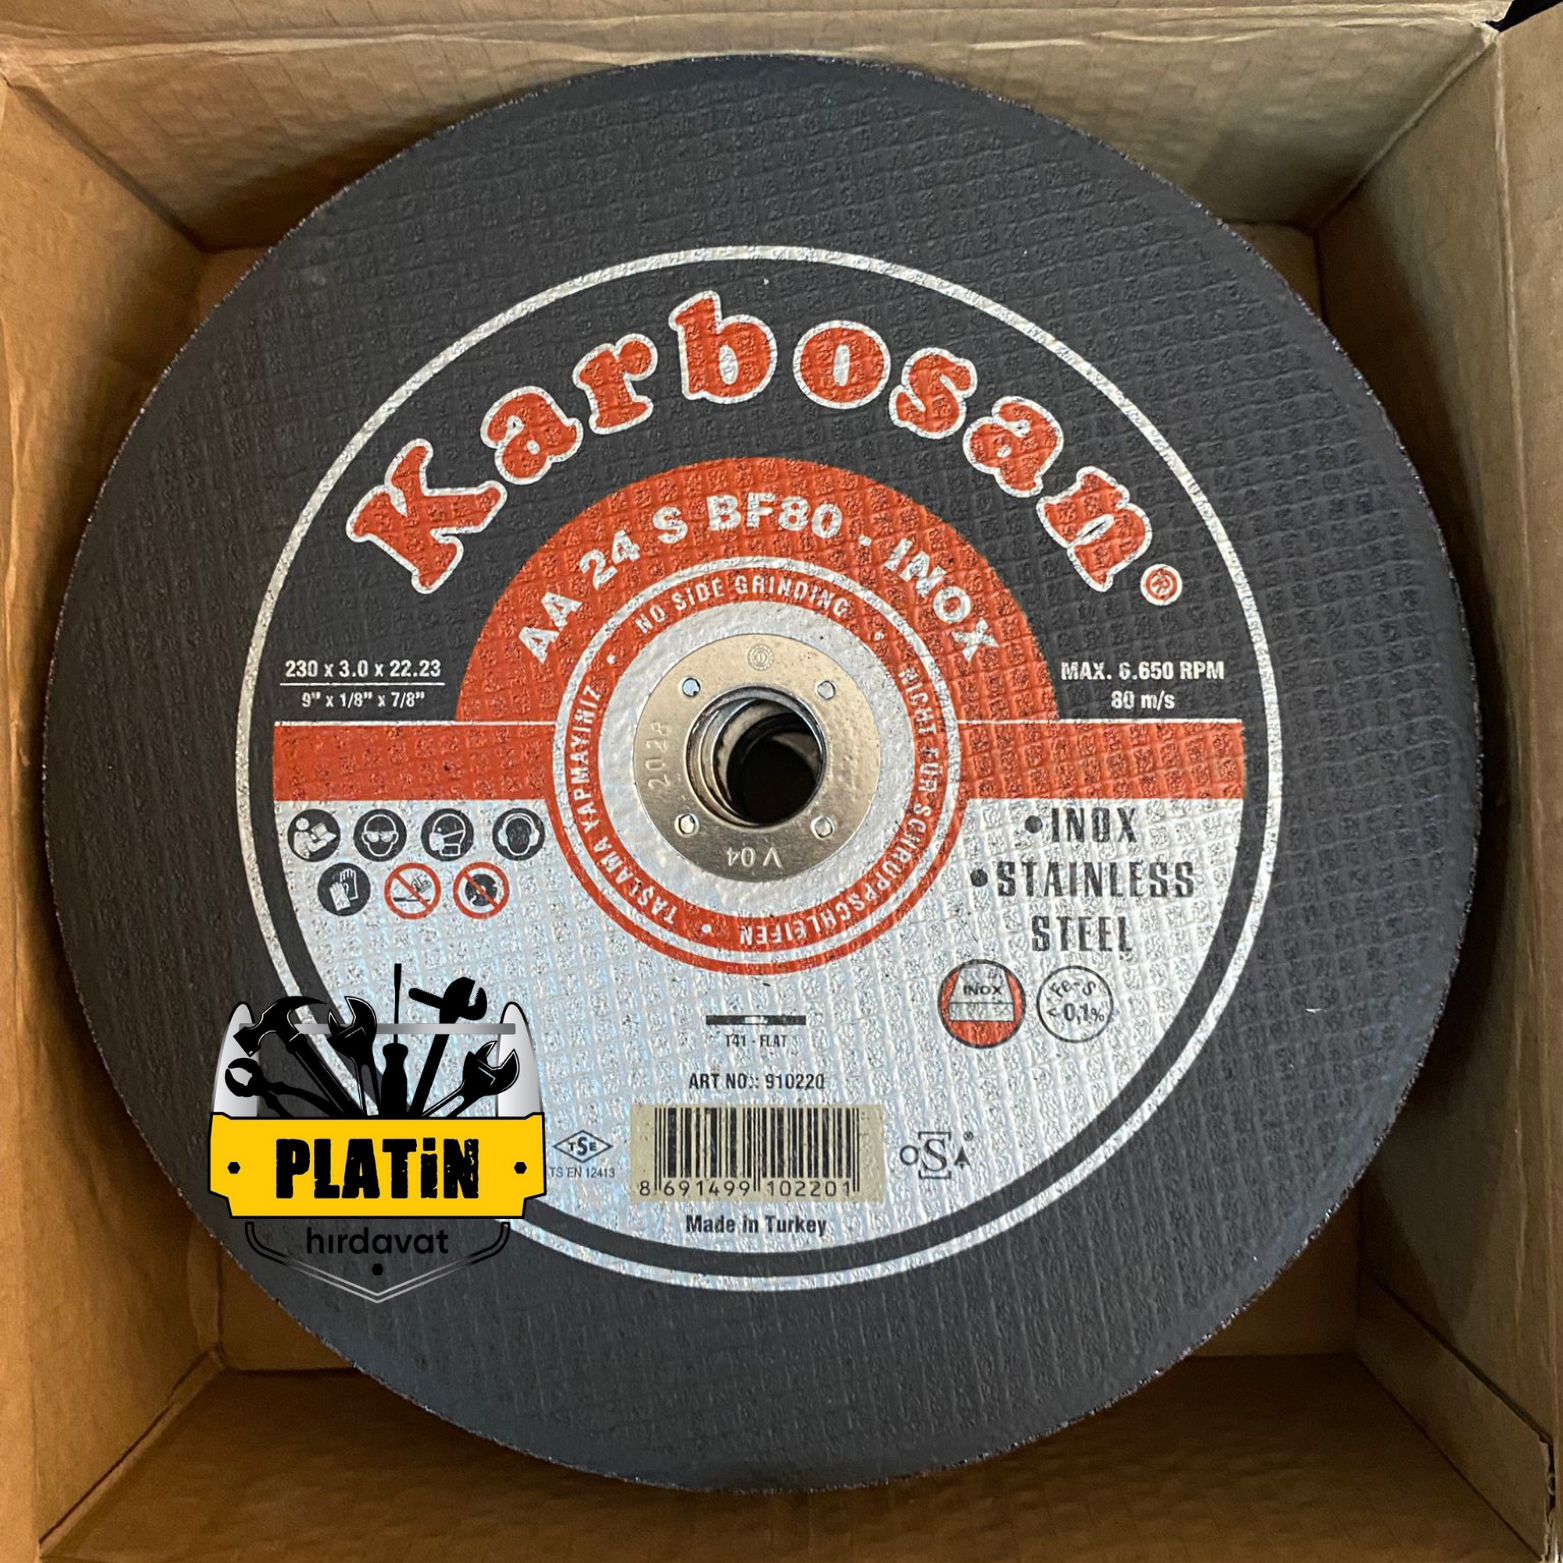 Karbosan®
AA 24 S BF80 - INOX
NO SIDE GRINDING •
NICHT FÜR SCHRUPPSCHLEIFEN •
TAŞLAMA YAPMAYINIZ •
230 x 3.0 x 22.23
9" x 1/8" x 7/8"
MAX. 6.650 RPM
80 m/s
V 04
•INOX
•STAINLESS
STEEL
INOX
Fe-S
<0,1%
T41 - FLAT
ART NO.: 910220
TSE
TS EN 12413
8 691499 102201
oSa®
Made in Turkey
PLATiN
hırdavat